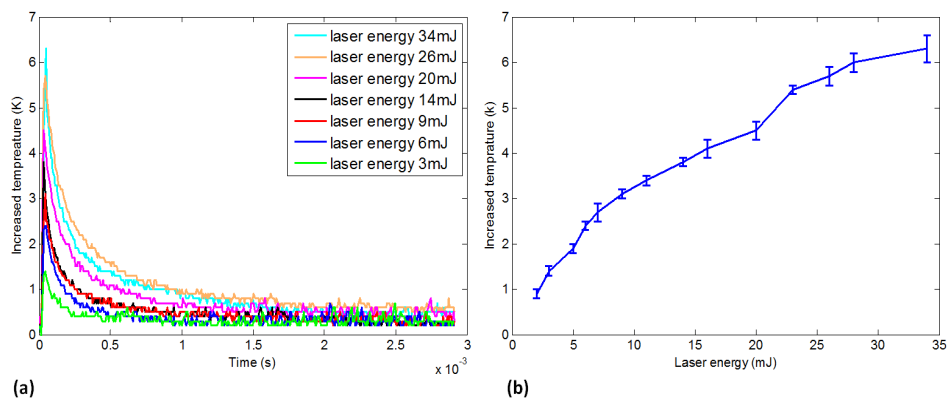 7
6
5
4
3
2
1
0
Increased tempreature (K)
laser energy 34mJ
laser energy 26mJ
laser energy 20mJ
laser energy 14mJ
laser energy 9mJ
laser energy 6mJ
laser energy 3mJ
0 0.5 1 1.5 2 2.5 3
Time (s)
x 10⁻³
(a)
7
6
5
4
3
2
1
0
Increased temprature (k)
0 5 10 15 20 25 30 35
Laser energy (mJ)
(b)